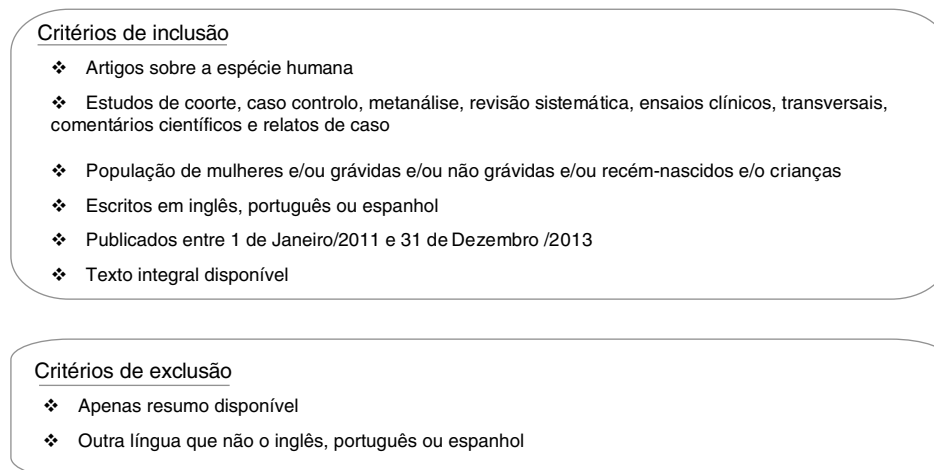 Critérios de inclusão
❖ Artigos sobre a espécie humana
❖ Estudos de coorte, caso controlo, metanálise, revisão sistemática, ensaios clínicos, transversais,
comentários científicos e relatos de caso
❖ População de mulheres e/ou grávidas e/ou não grávidas e/ou recém-nascidos e/o crianças
❖ Escritos em inglês, português ou espanhol
❖ Publicados entre 1 de Janeiro/2011 e 31 de Dezembro /2013
❖ Texto integral disponível
Critérios de exclusão
❖ Apenas resumo disponível
❖ Outra língua que não o inglês, português ou espanhol